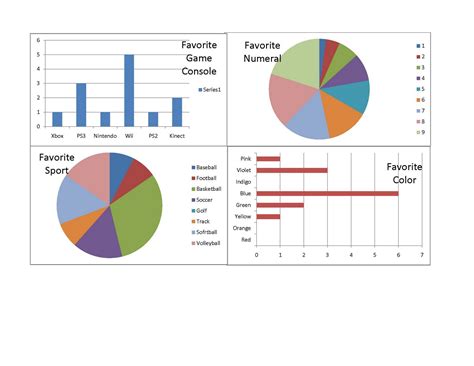 Favorite
Game
Console
6
5
4
3
2
1
0
Xbox PS3 Nintendo Wii PS2 Kinect
Series1
Favorite
Numeral
1
2
3
4
5
6
7
8
9
Favorite
Sport
Baseball
Football
Basketball
Soccer
Golf
Track
Softball
Volleyball
Favorite
Color
Pink
Violet
Indigo
Blue
Green
Yellow
Orange
Red
0 1 2 3 4 5 6 7